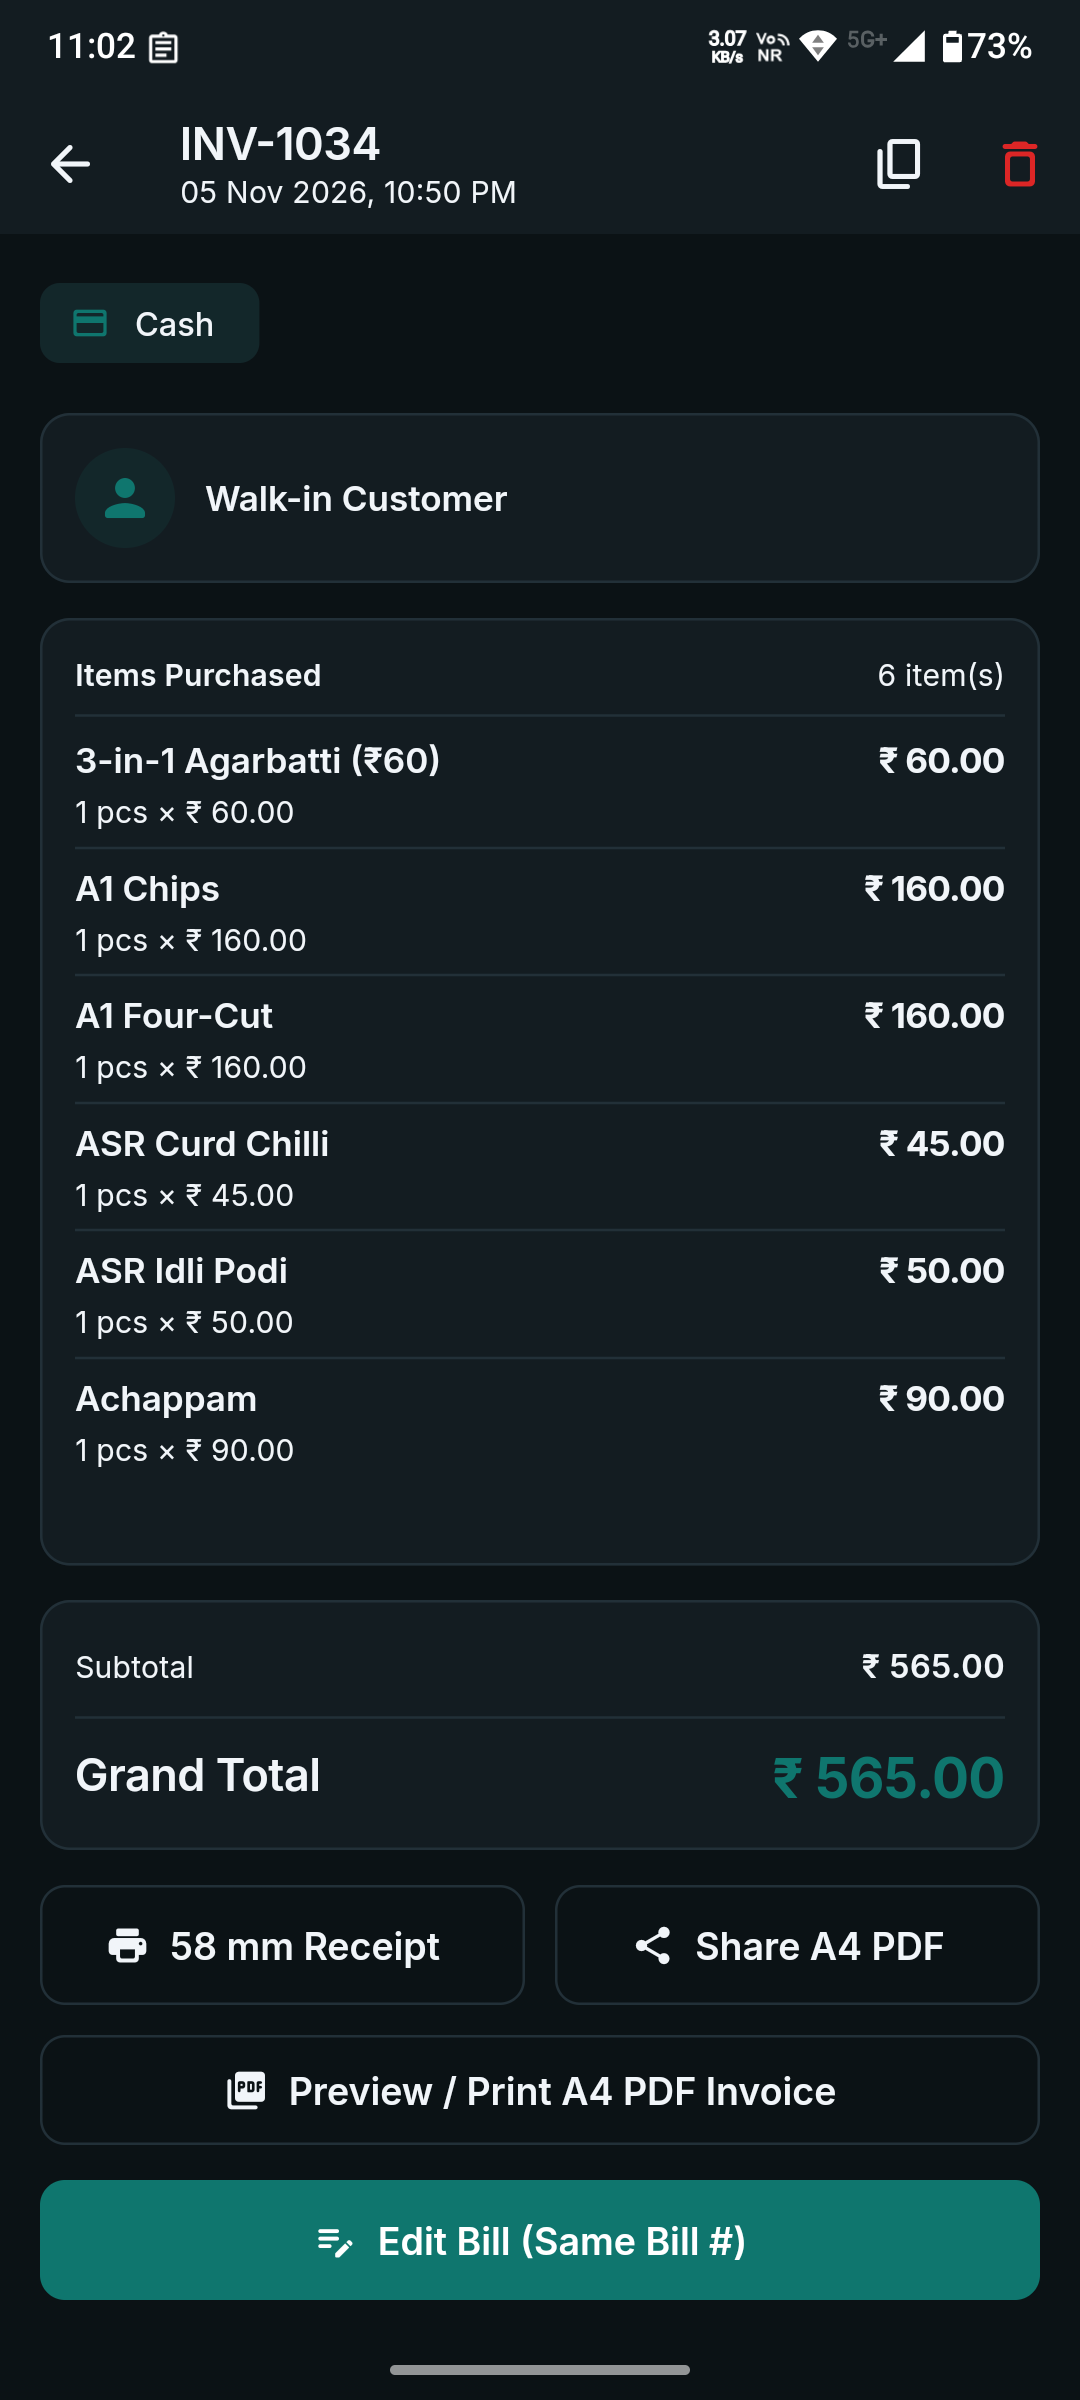 11:02
3.07 KB/s Vo NR 5G+ 73%
INV-1034
05 Nov 2026, 10:50 PM
Cash
Walk-in Customer
Items Purchased 6 item(s)
3-in-1 Agarbatti (₹60) ₹ 60.00
1 pcs × ₹ 60.00
A1 Chips ₹ 160.00
1 pcs × ₹ 160.00
A1 Four-Cut ₹ 160.00
1 pcs × ₹ 160.00
ASR Curd Chilli ₹ 45.00
1 pcs × ₹ 45.00
ASR Idli Podi ₹ 50.00
1 pcs × ₹ 50.00
Achappam ₹ 90.00
1 pcs × ₹ 90.00
Subtotal ₹ 565.00
Grand Total ₹ 565.00
58 mm Receipt
Share A4 PDF
PDF Preview / Print A4 PDF Invoice
Edit Bill (Same Bill #)